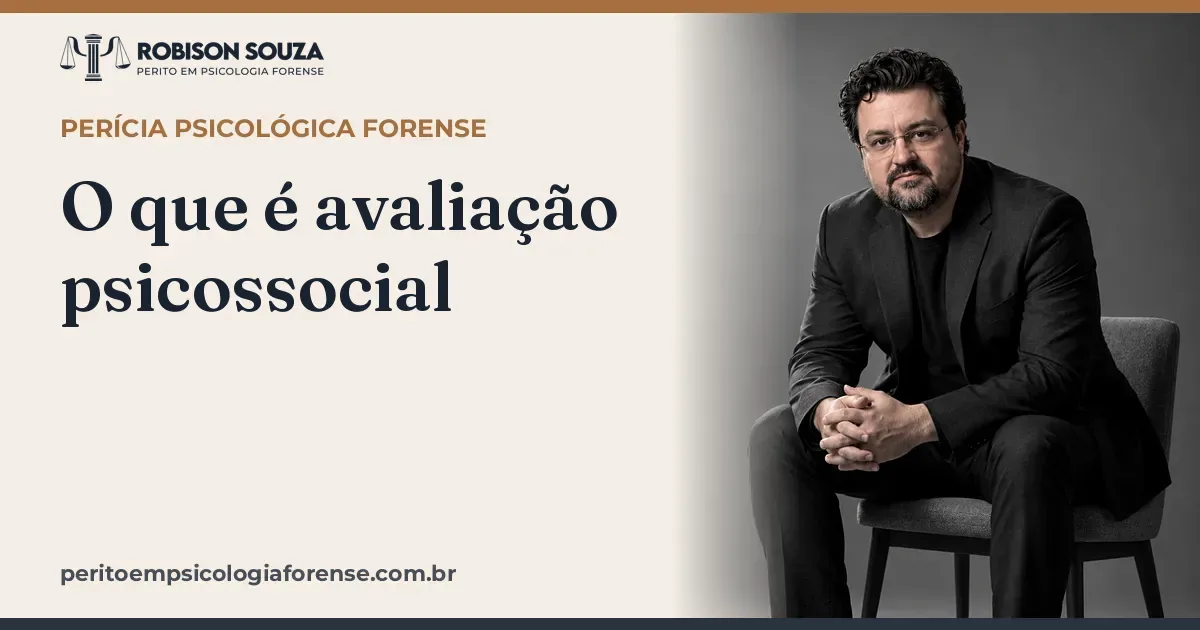 ROBISON SOUZA
PERITO EM PSICOLOGIA FORENSE
PERÍCIA PSICOLÓGICA FORENSE
O que é avaliação
psicossocial
peritoempsicologiaforense.com.br